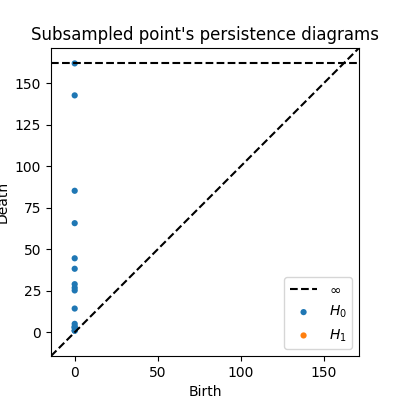 Subsampled point's persistence diagrams
150
125
100
75
50
25
0
Death
0 50 100 150
Birth
∞
H₀
H₁